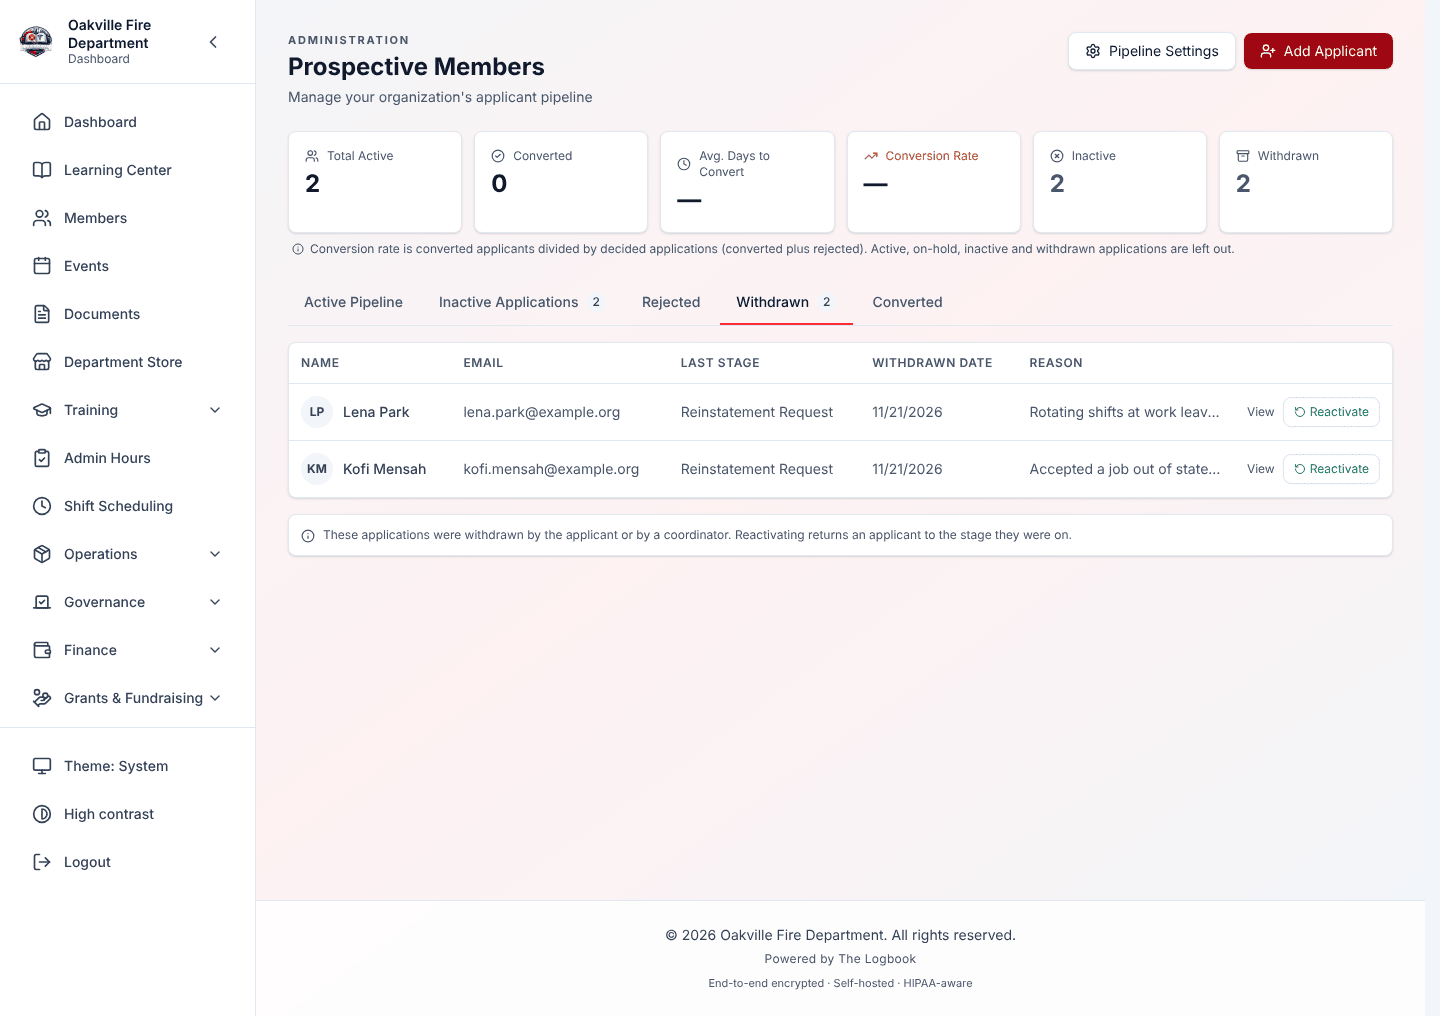 Oakville Fire
Department
Dashboard
Dashboard
Learning Center
Members
Events
Documents
Department Store
Training
Admin Hours
Shift Scheduling
Operations
Governance
Finance
Grants & Fundraising
Theme: System
High contrast
Logout
ADMINISTRATION
Prospective Members
Manage your organization's applicant pipeline
Pipeline Settings
Add Applicant
Total Active
2
Converted
0
Avg. Days to
Convert
—
Conversion Rate
—
Inactive
2
Withdrawn
2
Conversion rate is converted applicants divided by decided applications (converted plus rejected). Active, on-hold, inactive and withdrawn applications are left out.
Active Pipeline Inactive Applications 2 Rejected Withdrawn 2 Converted
NAME EMAIL LAST STAGE WITHDRAWN DATE REASON
LP Lena Park lena.park@example.org Reinstatement Request 11/21/2026 Rotating shifts at work leav... View Reactivate
KM Kofi Mensah kofi.mensah@example.org Reinstatement Request 11/21/2026 Accepted a job out of state... View Reactivate
These applications were withdrawn by the applicant or by a coordinator. Reactivating returns an applicant to the stage they were on.
© 2026 Oakville Fire Department. All rights reserved.
Powered by The Logbook
End-to-end encrypted · Self-hosted · HIPAA-aware